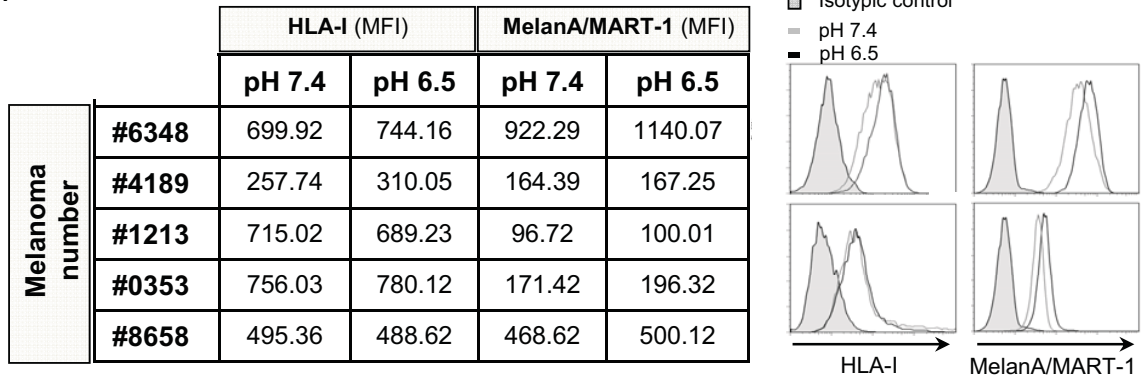 HLA-I (MFI) MelanA/MART-1 (MFI)
pH 7.4 pH 6.5 pH 7.4 pH 6.5
Melanoma number
#6348 699.92 744.16 922.29 1140.07
#4189 257.74 310.05 164.39 167.25
#1213 715.02 689.23 96.72 100.01
#0353 756.03 780.12 171.42 196.32
#8658 495.36 488.62 468.62 500.12
Isotypic control
pH 7.4
pH 6.5
HLA-I MelanA/MART-1